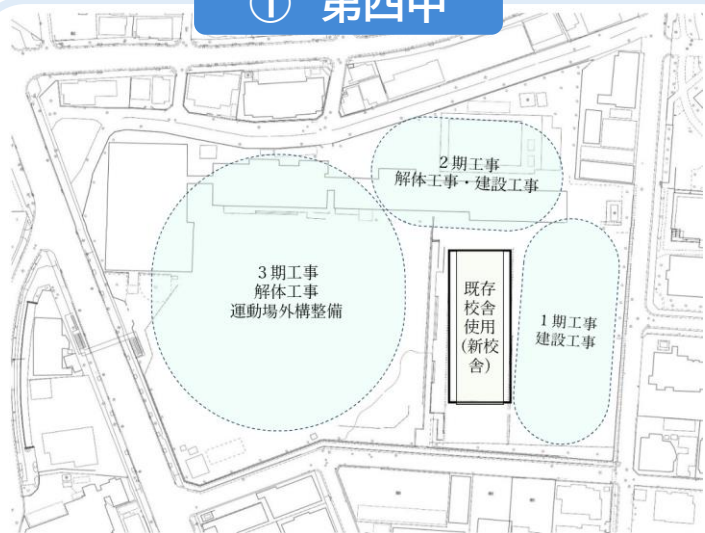 ① 第四中
2期工事
解体工事・建設工事
3期工事
解体工事
運動場外構整備
既存
校舎
使用
(新校
舎)
1期工事
建設工事